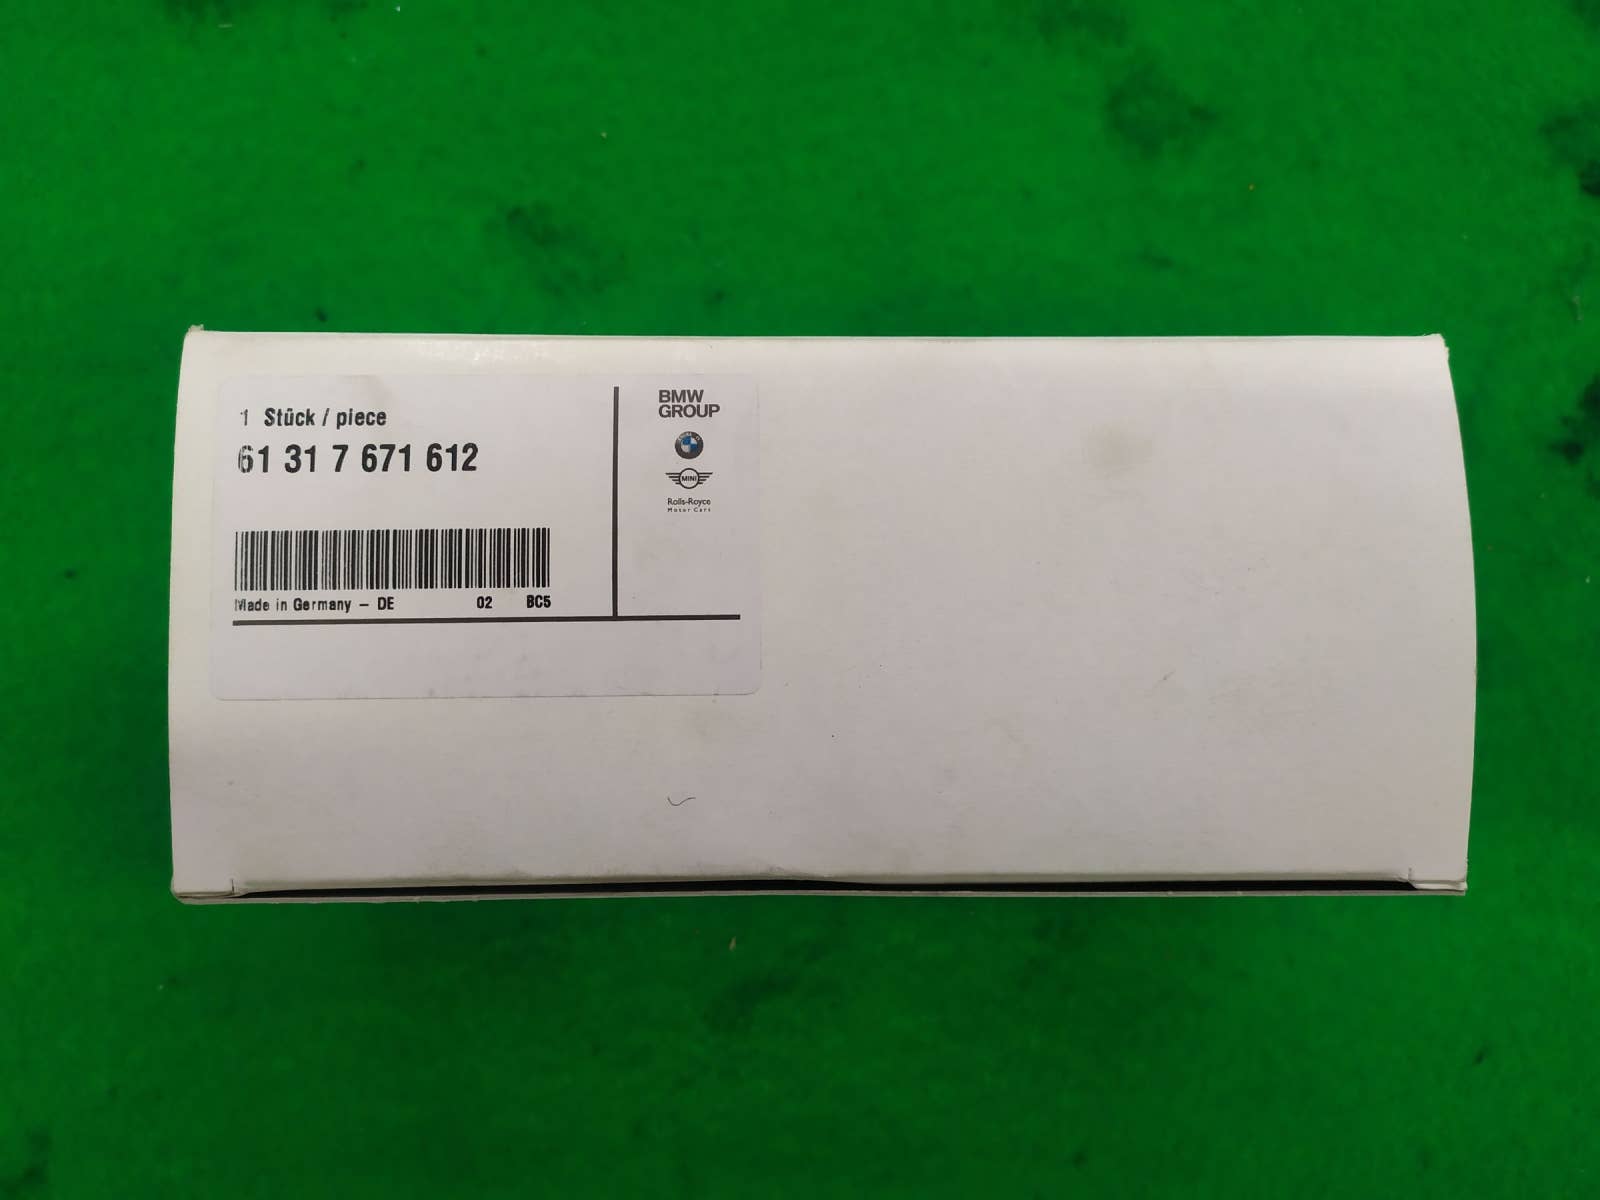 1 Stück / piece
61 31 7 671 612
Made in Germany – DE 02 BC5
BMW
GROUP
MINI
Rolls-Royce
Motor Cars